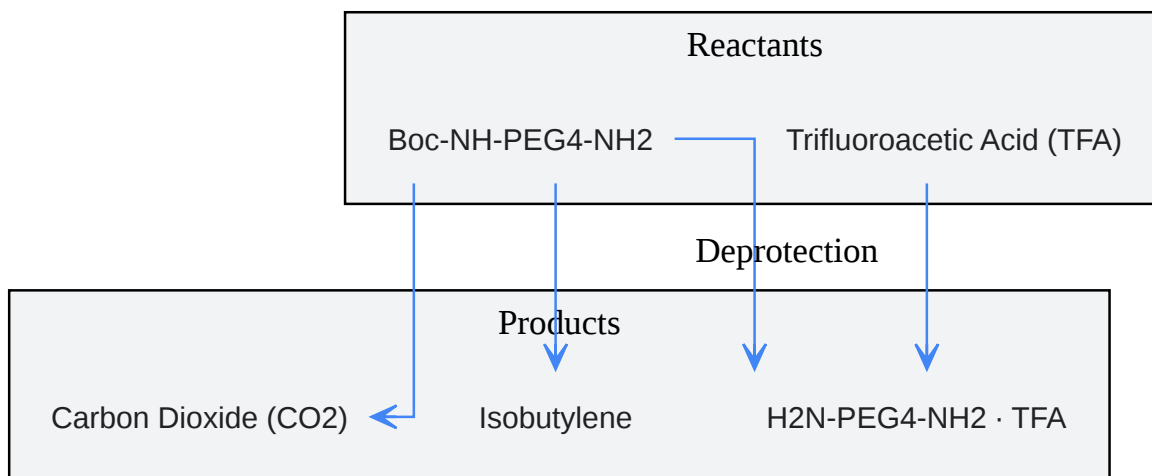 Reactants
Boc-NH-PEG4-NH2 Trifluoroacetic Acid (TFA)
Deprotection
Products
Carbon Dioxide (CO2) Isobutylene H2N-PEG4-NH2 · TFA